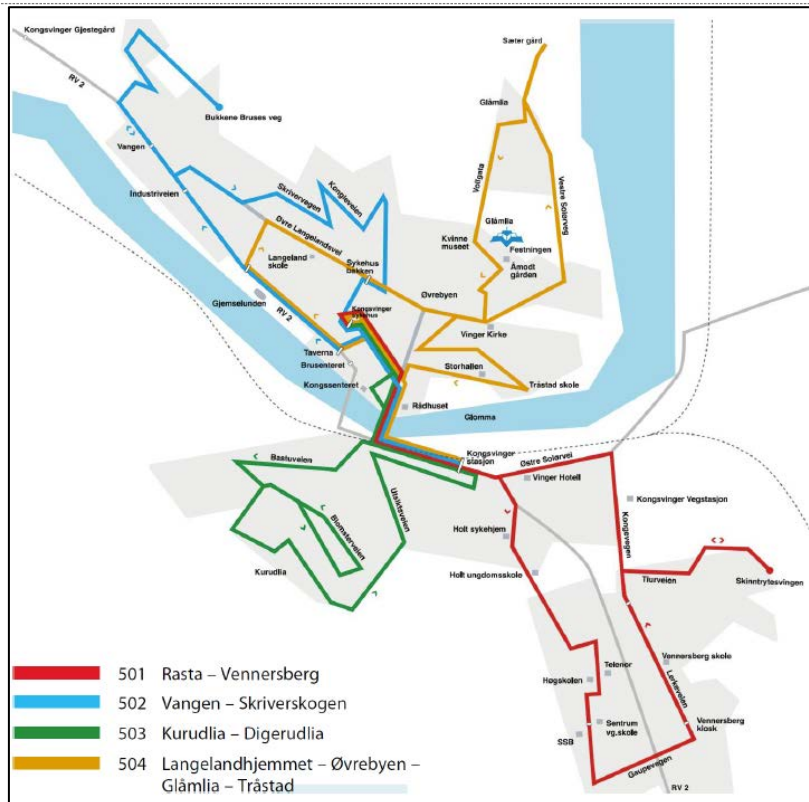 Kongsvinger Gjestegård
RV 2
Bukkene Bruses veg
Vangen
Industriveien
Skrivervegen
Kongleveien
Øvre Langelandsvei
Langeland
skole
Sykehus
bakken
Gjemselunden
RV 2
Kongsvinger
sykehus
Taverna
Brusenteret
Kongssenteret
Rådhuset
Sæter gård
Glåmlia
Vollgata
Vestre Solørveg
Glåmlia
Festningen
Kvinne
museet
Åmodt
gården
Øvrebyen
Vinger Kirke
Storhallen
Tråstad skole
Glomma
Kongsvinger
stasjon
Østre Solørvei
Vinger Hotell
Kongsvinger Vegstasjon
Kongsvegen
Bastuveien
Utsiktsveien
Blomsterveien
Kurudlia
Holt sykehjem
Holt ungdomsskole
Tiurveien
Skinntrytesvingen
Vennersberg skole
Lerkeveien
Telenor
Høgskolen
Sentrum
vg.skole
SSB
Vennersberg
kiosk
Gaupevegen
RV 2
501 Rasta – Vennersberg
502 Vangen – Skriverskogen
503 Kurudlia – Digerudlia
504 Langelandhjemmet – Øvrebyen –
Glåmlia – Tråstad